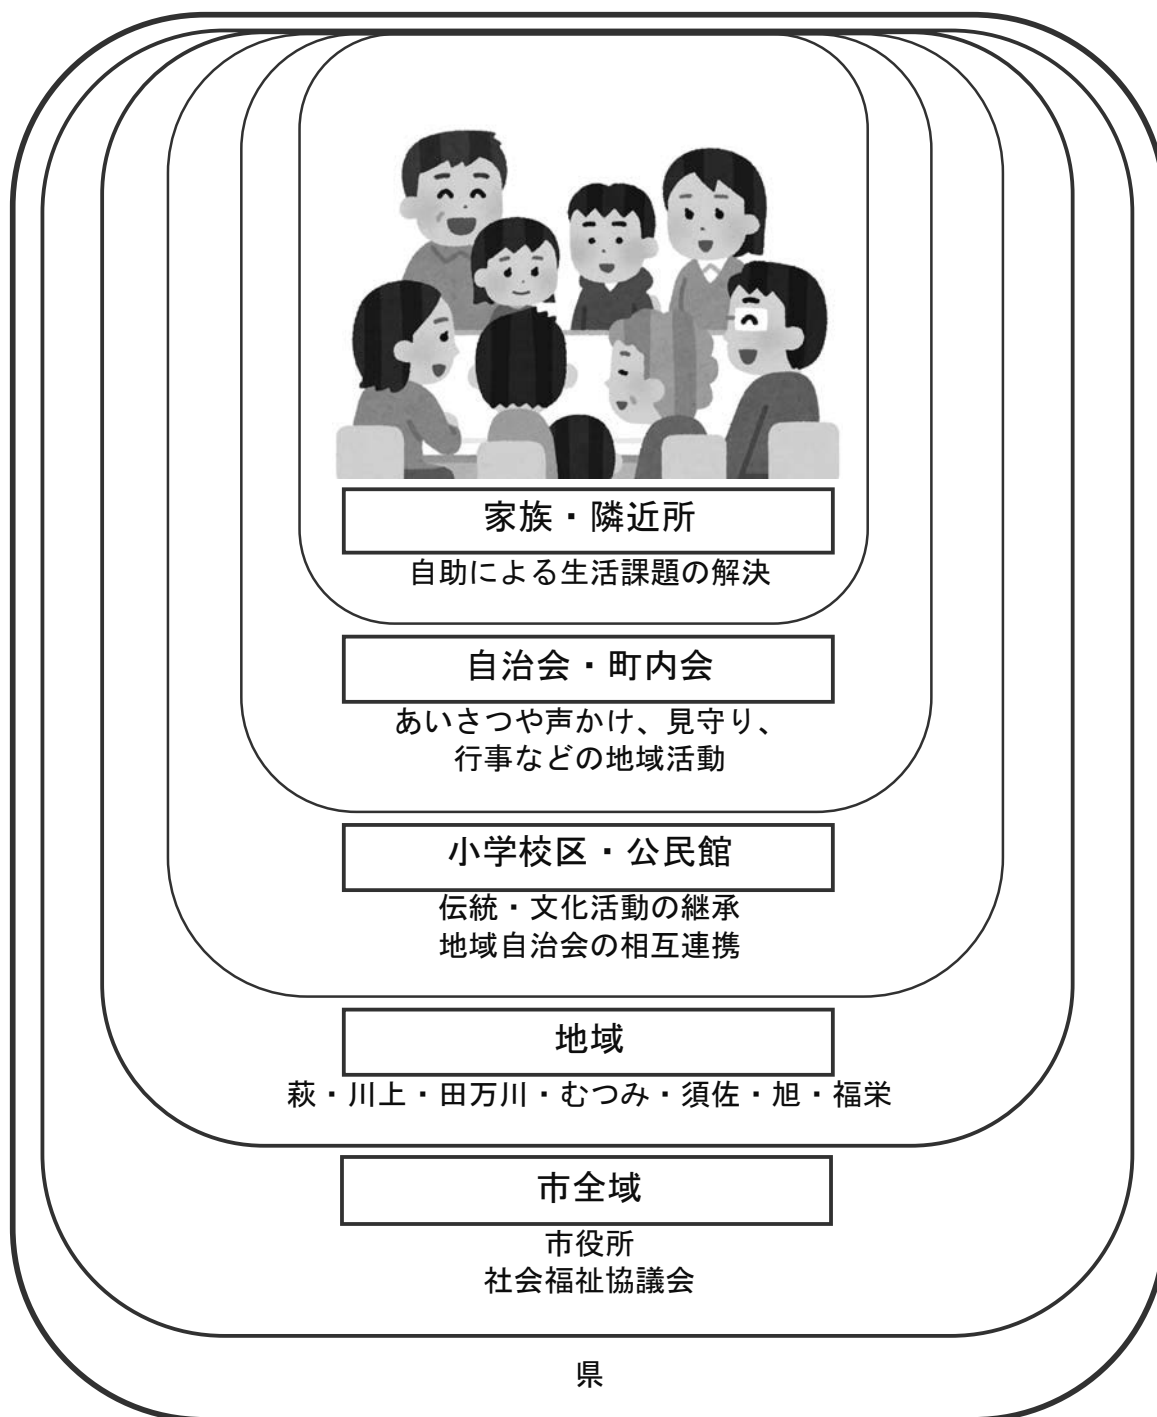 家族・隣近所
自助による生活課題の解決
自治会・町内会
あいさつや声かけ、見守り、
行事などの地域活動
小学校区・公民館
伝統・文化活動の継承
地域自治会の相互連携
地域
萩・川上・田万川・むつみ・須佐・旭・福栄
市全域
市役所
社会福祉協議会
県